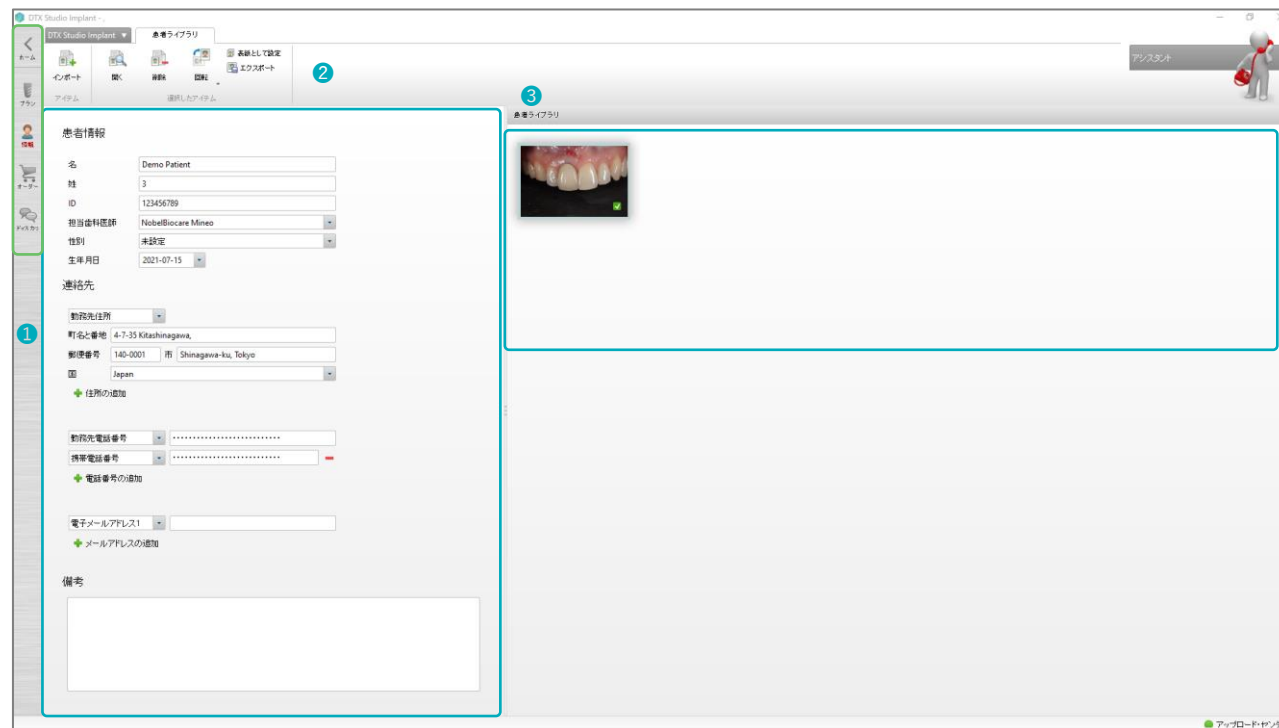 DTX Studio Implant - ,
DTX Studio Implant ▼
患者ライブラリ
ホーム
プラン
情報
オーダー
インポート
開く
削除
回転
表紙として設定
エクスポート
アイテム
選択したアイテム
2
アシスタント
3
患者ライブラリ
患者情報
名 Demo Patient
姓 3
ID 123456789
担当歯科医師 NobelBiocare Mineo
性別 未設定
生年月日 2021-07-15
連絡先
勤務先住所
町名と番地 4-7-35 Kitashinagawa,
郵便番号 140-0001 市 Shinagawa-ku, Tokyo
国 Japan
住所の追加
1
勤務先電話番号
携帯電話番号
電話番号の追加
電子メールアドレス1
メールアドレスの追加
備考
アップロード・センタ